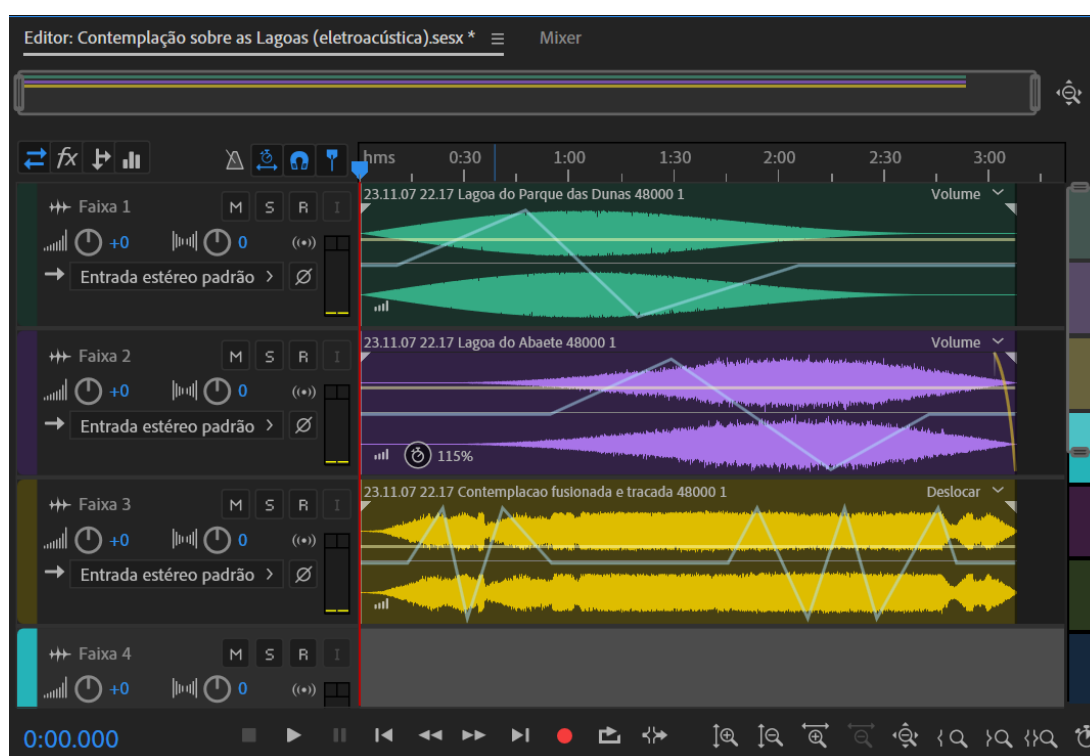 Editor: Contemplação sobre as Lagoas (eletroacústica).sesx * Mixer
fx hms 0:30 1:00 1:30 2:00 2:30 3:00
23.11.07 22.17 Lagoa do Parque das Dunas 48000 1 Volume
Faixa 1 M S R I
+0 0
Entrada estéreo padrão
23.11.07 22.17 Lagoa do Abaete 48000 1 Volume
Faixa 2 M S R I
+0 0
Entrada estéreo padrão
115%
23.11.07 22.17 Contemplacao fusionada e tracada 48000 1 Deslocar
Faixa 3 M S R I
+0 0
Entrada estéreo padrão
Faixa 4 M S R I
+0 0
0:00.000